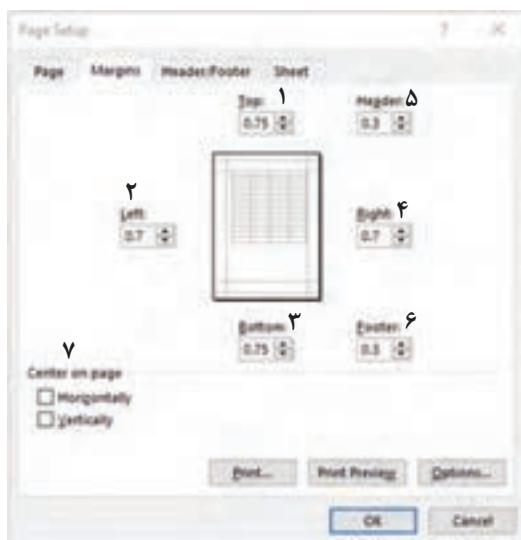 Page Setup ? ×
Page Margins Header/Footer Sheet
Top: ۱ Header: ۵
0.75 0.3
۲
Left: Right: ۴
0.7 0.7
Bottom: ۳ Footer: ۶
0.75 0.3
۷
Center on page
Horizontally
Vertically
Print... Print Preview Options...
OK Cancel